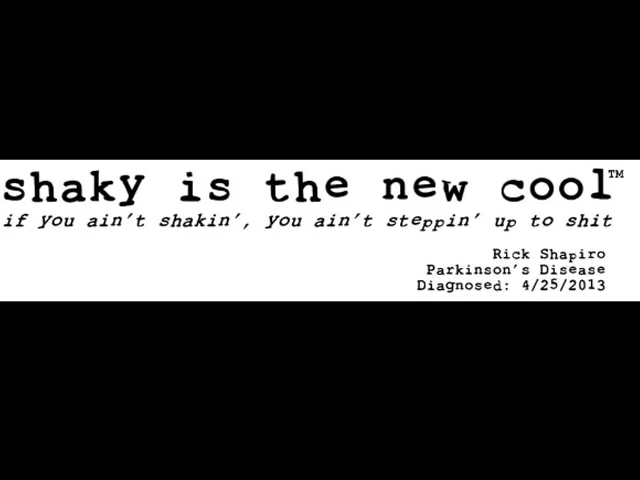 shaky is the new cool™
if you ain't shakin', you ain't steppin' up to shit
Rick Shapiro
Parkinson's Disease
Diagnosed: 4/25/2013